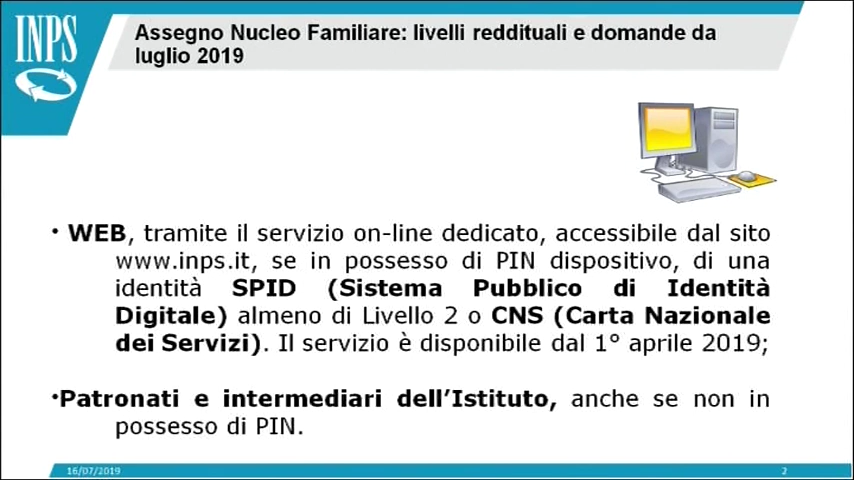 INPS
Assegno Nucleo Familiare: livelli reddituali e domande da
luglio 2019
• WEB, tramite il servizio on-line dedicato, accessibile dal sito
www.inps.it, se in possesso di PIN dispositivo, di una
identità SPID (Sistema Pubblico di Identità
Digitale) almeno di Livello 2 o CNS (Carta Nazionale
dei Servizi). Il servizio è disponibile dal 1° aprile 2019;
•Patronati e intermediari dell’Istituto, anche se non in
possesso di PIN.
16/07/2019
2